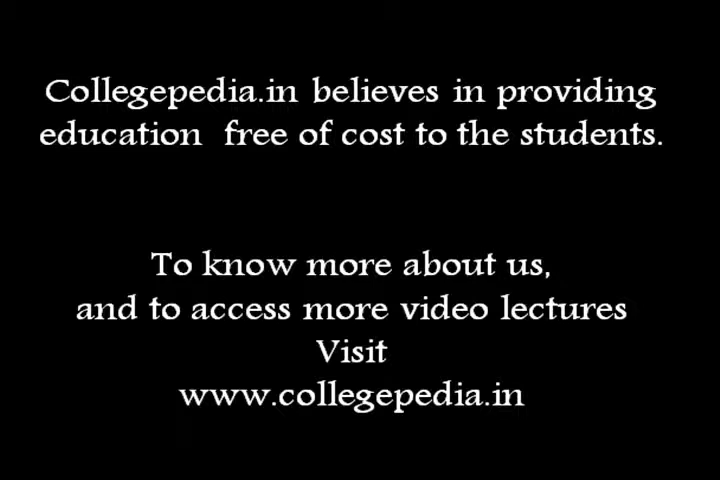 Collegepedia.in believes in providing
education free of cost to the students.
To know more about us,
and to access more video lectures
Visit
www.collegepedia.in